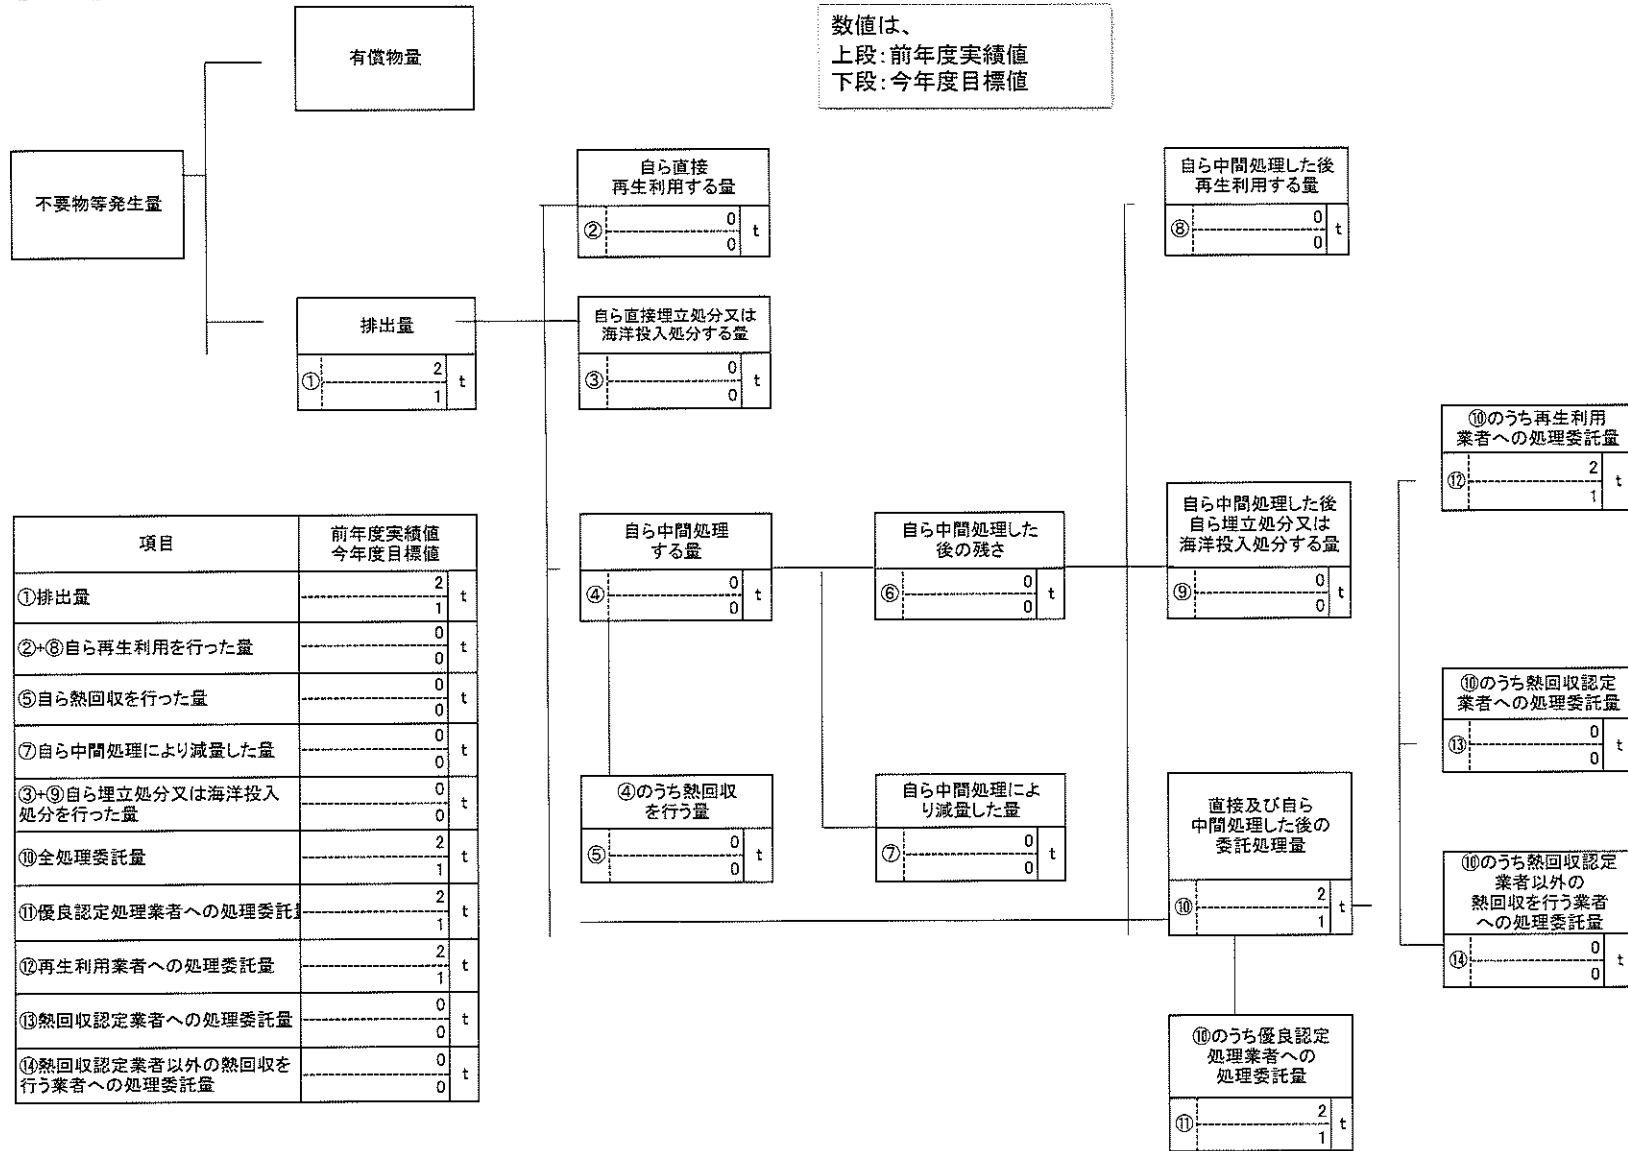 有償物量
数値は、
上段：前年度実績値
下段：今年度目標値
不要物等発生量
排出量
① 2 t
1
自ら直接
再生利用する量
② 0 t
0
自ら直接埋立処分又は
海洋投入処分する量
③ 0 t
0
自ら中間処理
する量
④ 0 t
0
④のうち熱回収
を行う量
⑤ 0 t
0
自ら中間処理した
後の残さ
⑥ 0 t
0
自ら中間処理によ
り減量した量
⑦ 0 t
0
自ら中間処理した後
再生利用する量
⑧ 0 t
0
自ら中間処理した後
自ら埋立処分又は
海洋投入処分する量
⑨ 0 t
0
直接及び自ら
中間処理した後の
委託処理量
⑩ 2 t
1
⑩のうち優良認定
処理業者への
処理委託量
⑪ 2 t
1
⑩のうち再生利用
業者への処理委託量
⑫ 2 t
1
⑩のうち熱回収認定
業者への処理委託量
⑬ 0 t
0
⑩のうち熱回収認定
業者以外の
熱回収を行う業者
への処理委託量
⑭ 0 t
0
項目 前年度実績値
今年度目標値
①排出量 2 t
1
②+⑧自ら再生利用を行った量 0 t
0
⑤自ら熱回収を行った量 0 t
0
⑦自ら中間処理により減量した量 0 t
0
③+⑨自ら埋立処分又は海洋投入 0 t
処分を行った量 0
⑩全処理委託量 2 t
1
⑪優良認定処理業者への処理委託 2 t
1
⑫再生利用業者への処理委託量 2 t
1
⑬熱回収認定業者への処理委託量 0 t
0
⑭熱回収認定業者以外の熱回収を 0 t
行う業者への処理委託量 0